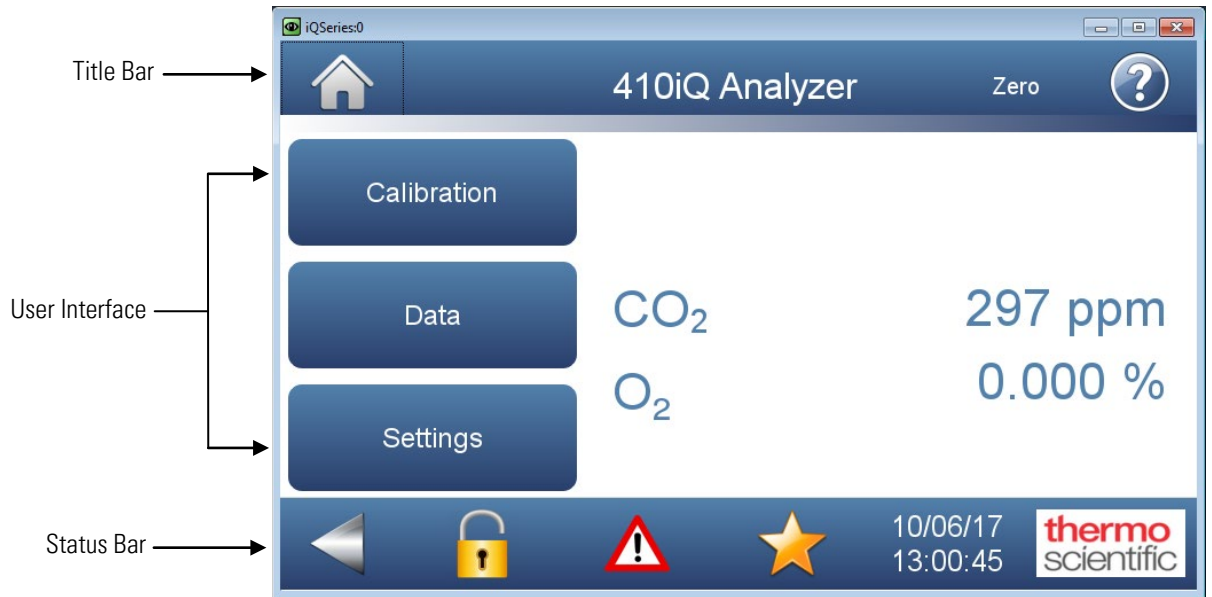 iQSeries:0
Title Bar
410iQ Analyzer
Zero
?
Calibration
User Interface
Data
CO₂
297 ppm
O₂
0.000 %
Settings
Status Bar
10/06/17
13:00:45
thermo
scientific